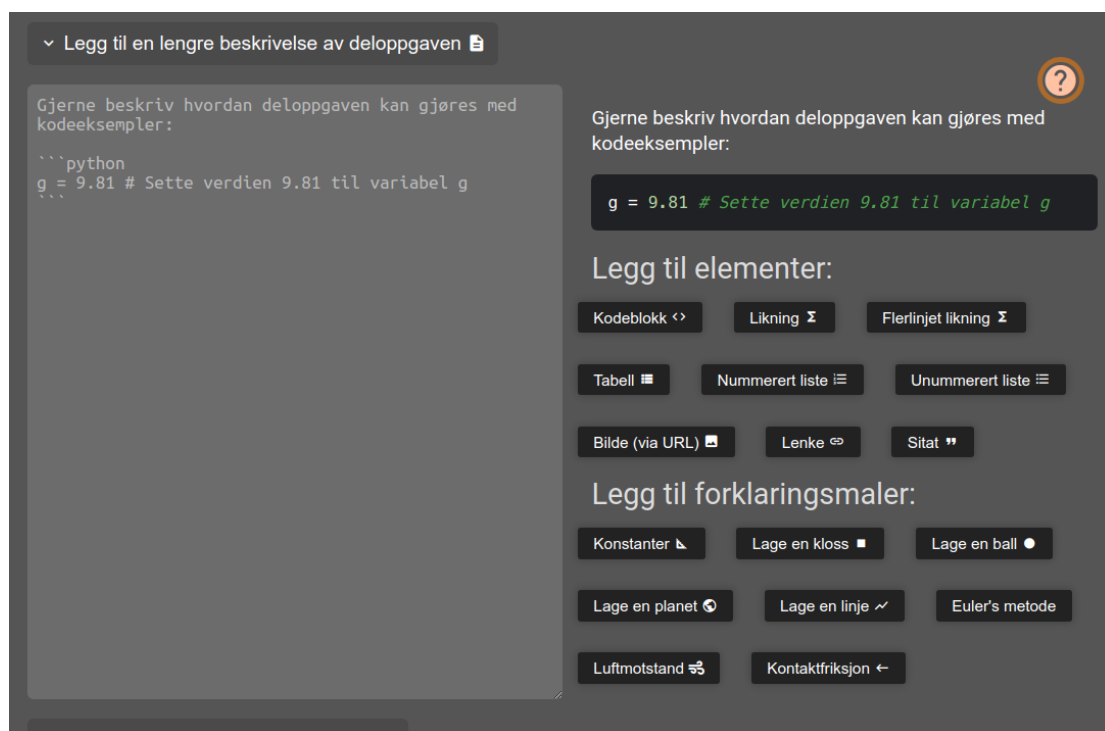 Legg til en lengre beskrivelse av deloppgaven
Gjerne beskriv hvordan deloppgaven kan gjøres med
kodeeksempler:
```python
g = 9.81 # Sette verdien 9.81 til variabel g
```
?
Gjerne beskriv hvordan deloppgaven kan gjøres med
kodeeksempler:
g = 9.81 # Sette verdien 9.81 til variabel g
Legg til elementer:
Kodeblokk <> Likning Σ Flerlinjet likning Σ
Tabell Nummerert liste Unummerert liste
Bilde (via URL) Lenke Sitat "
Legg til forklaringsmaler:
Konstanter Lage en kloss Lage en ball
Lage en planet Lage en linje Euler's metode
Luftmotstand Kontaktfriksjon ←